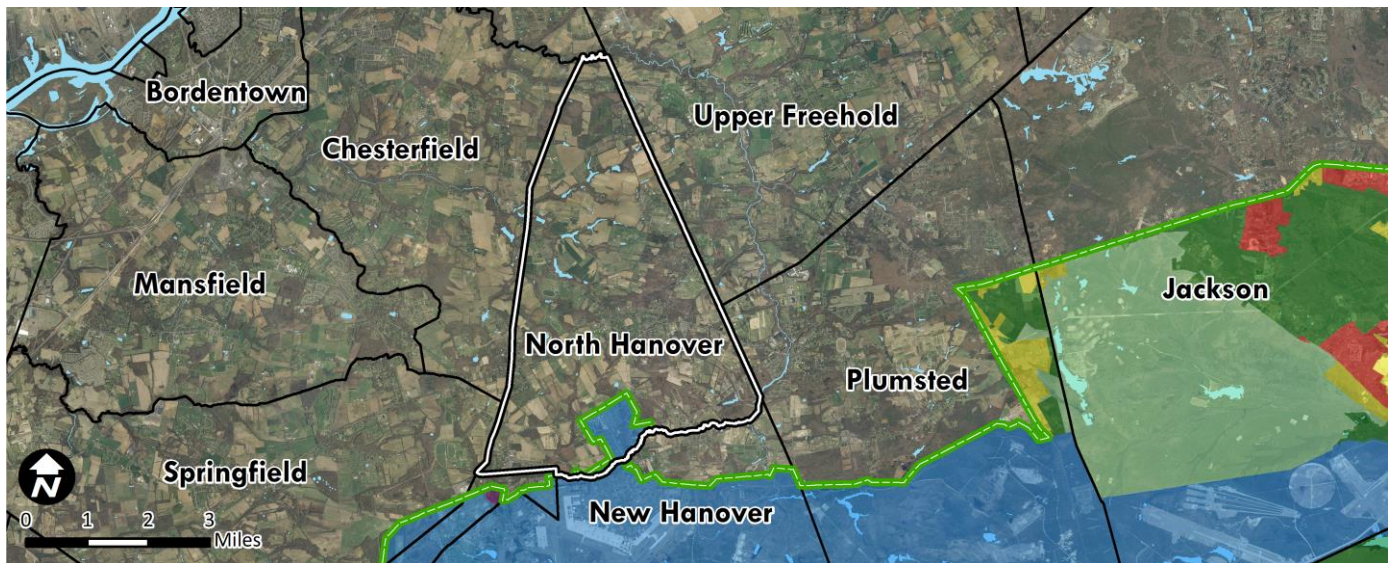 Bordentown
Upper Freehold
Chesterfield
Mansfield
Jackson
North Hanover
Plumsted
Springfield
New Hanover
N
0 1 2 3
Miles